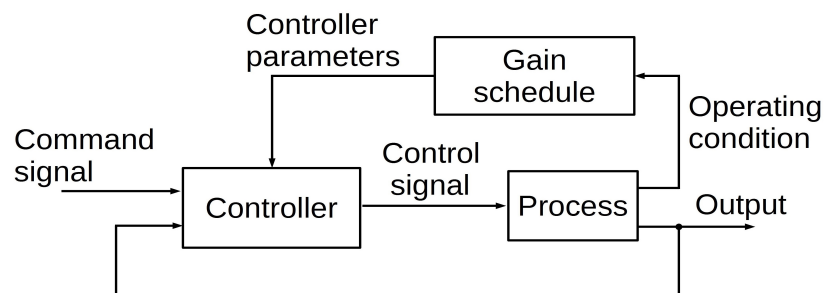 Controller
parameters
Gain
schedule
Operating
condition
Command
signal
Control
signal
Controller
Process
Output